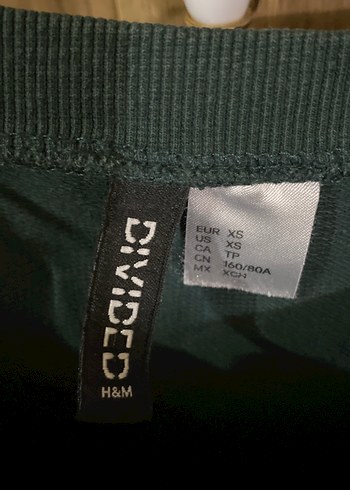 DIVIDED
H&M
EUR XS
US XS
CA TP
CN 160/80A
MX XCH